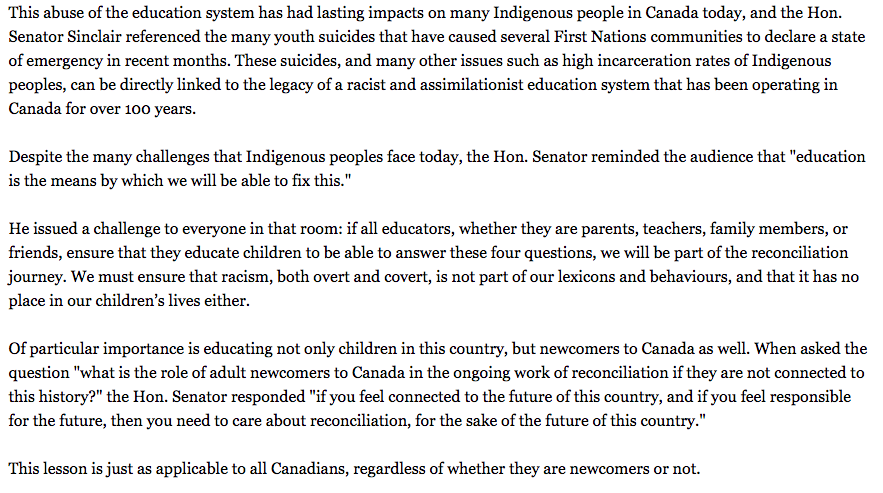 This abuse of the education system has had lasting impacts on many Indigenous people in Canada today, and the Hon.
Senator Sinclair referenced the many youth suicides that have caused several First Nations communities to declare a state
of emergency in recent months. These suicides, and many other issues such as high incarceration rates of Indigenous
peoples, can be directly linked to the legacy of a racist and assimilationist education system that has been operating in
Canada for over 100 years.
Despite the many challenges that Indigenous peoples face today, the Hon. Senator reminded the audience that "education
is the means by which we will be able to fix this."
He issued a challenge to everyone in that room: if all educators, whether they are parents, teachers, family members, or
friends, ensure that they educate children to be able to answer these four questions, we will be part of the reconciliation
journey. We must ensure that racism, both overt and covert, is not part of our lexicons and behaviours, and that it has no
place in our children’s lives either.
Of particular importance is educating not only children in this country, but newcomers to Canada as well. When asked the
question "what is the role of adult newcomers to Canada in the ongoing work of reconciliation if they are not connected to
this history?" the Hon. Senator responded "if you feel connected to the future of this country, and if you feel responsible
for the future, then you need to care about reconciliation, for the sake of the future of this country."
This lesson is just as applicable to all Canadians, regardless of whether they are newcomers or not.